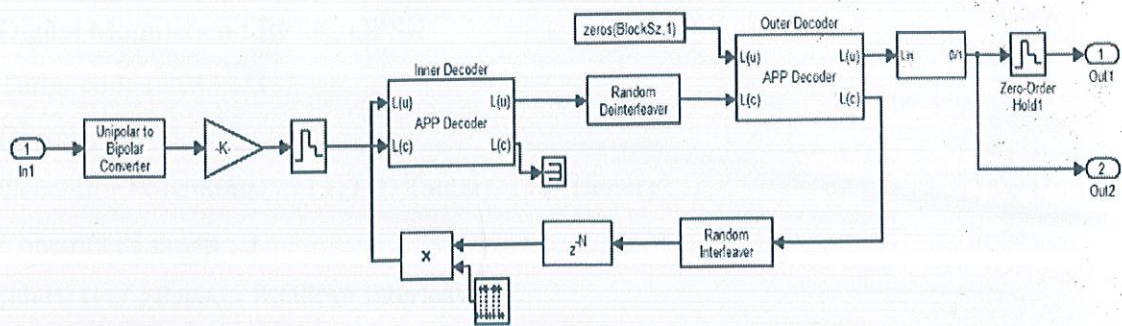 zeros(BlockSz,1)
Outer Decoder
L(u) L(u)
APP Decoder
L(c) L(c)
0/1
Zero-Order
Hold1
1
Out1
2
Out2
Inner Decoder
L(u) L(u)
APP Decoder
L(c) L(c)
Random
Deinterleaver
1
In1
Unipolar to
Bipolar
Converter
-K-
X
z-N
Random
Interleaver